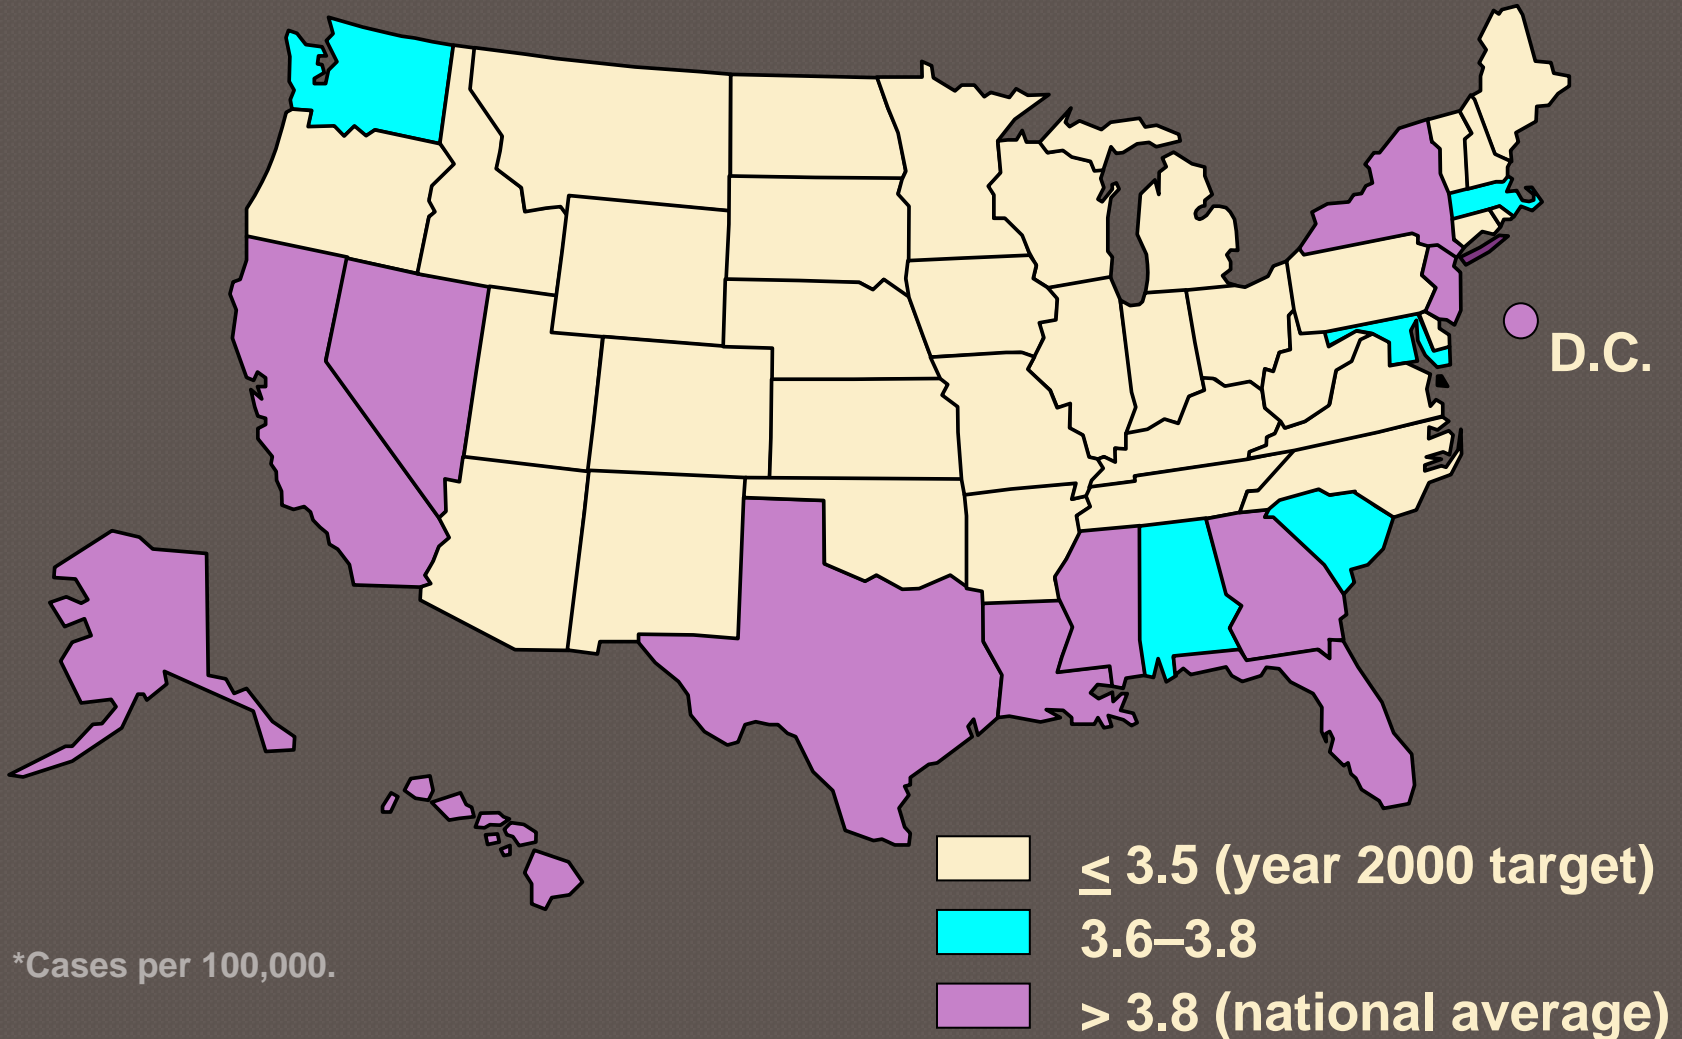 D.C.
≤ 3.5 (year 2000 target)
3.6–3.8
> 3.8 (national average)
*Cases per 100,000.